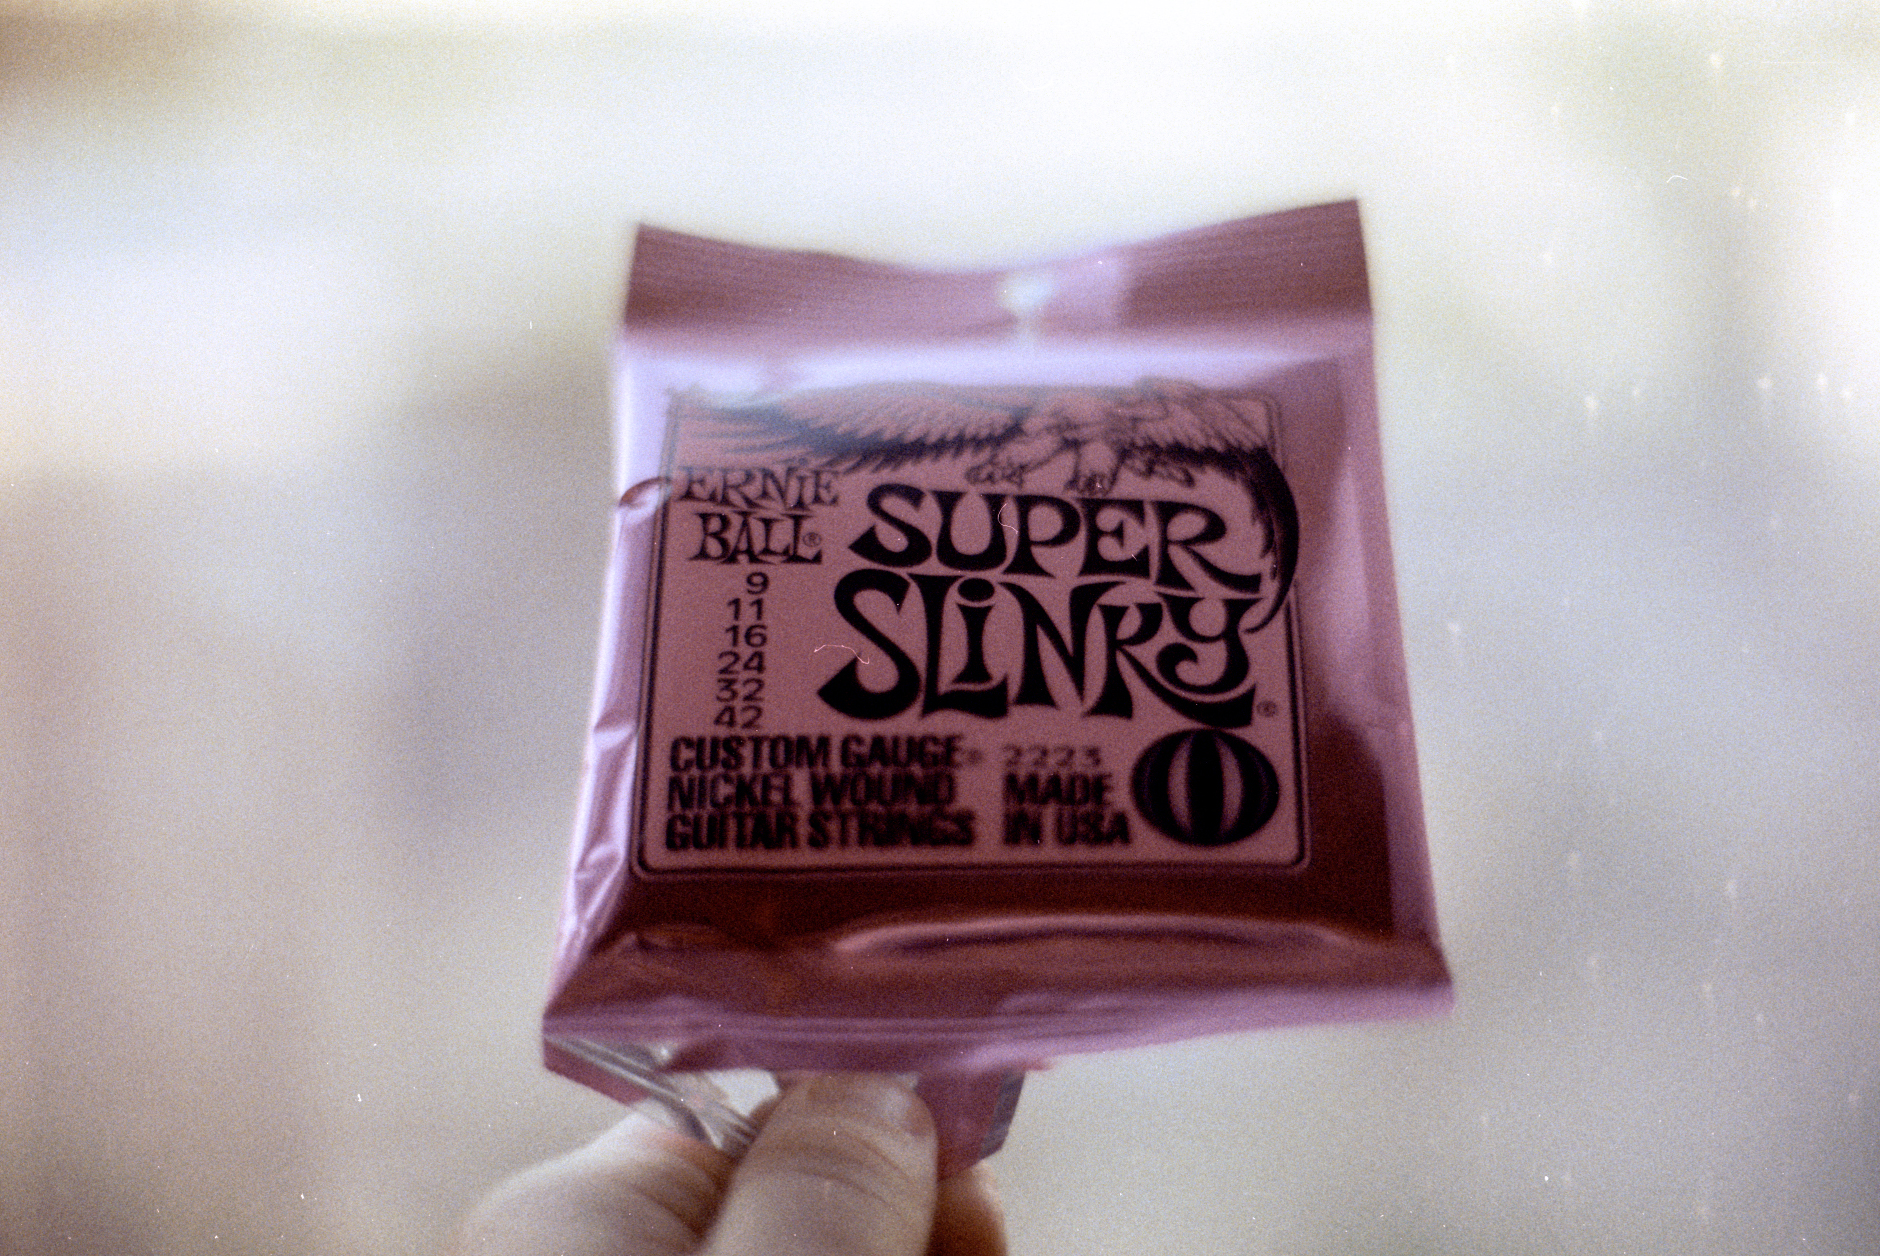 ERNiE
BALL®
SUPER
SLiNKY®
9
11
16
24
32
42
CUSTOM GAUGE®
NICKEL WOUND
GUITAR STRINGS
2223
MADE
IN USA